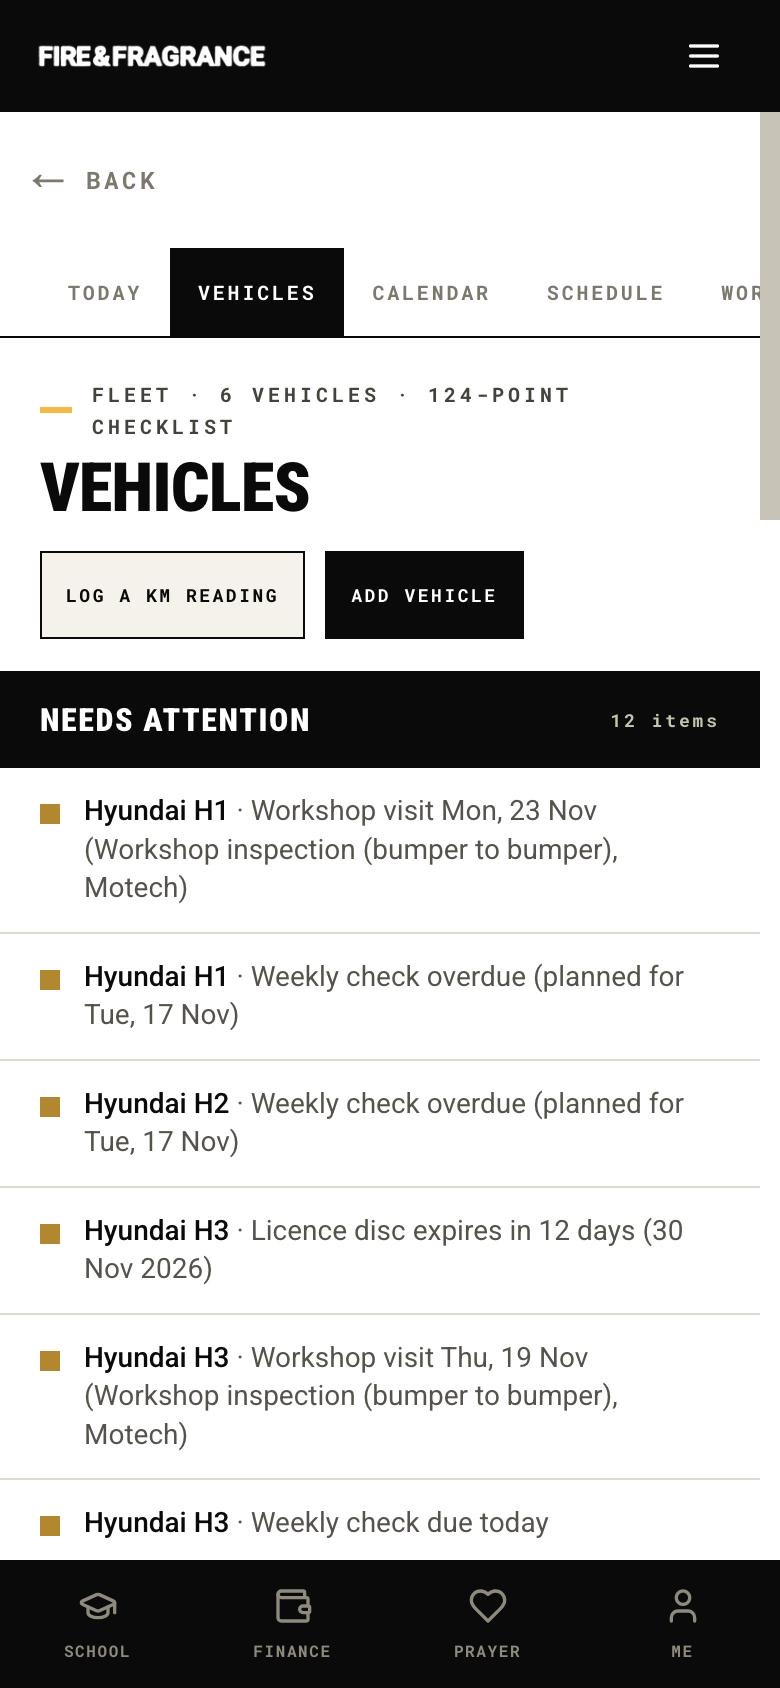 FIRE&FRAGRANCE
← BACK
TODAY VEHICLES CALENDAR SCHEDULE WOR
FLEET · 6 VEHICLES · 124-POINT
CHECKLIST
VEHICLES
LOG A KM READING ADD VEHICLE
NEEDS ATTENTION 12 items
Hyundai H1 · Workshop visit Mon, 23 Nov
(Workshop inspection (bumper to bumper),
Motech)
Hyundai H1 · Weekly check overdue (planned for
Tue, 17 Nov)
Hyundai H2 · Weekly check overdue (planned for
Tue, 17 Nov)
Hyundai H3 · Licence disc expires in 12 days (30
Nov 2026)
Hyundai H3 · Workshop visit Thu, 19 Nov
(Workshop inspection (bumper to bumper),
Motech)
Hyundai H3 · Weekly check due today
SCHOOL FINANCE PRAYER ME